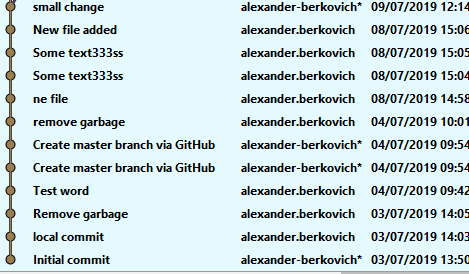 small change alexander-berkovich* 09/07/2019 12:14
New file added alexander.berkovich 08/07/2019 15:06
Some text333ss alexander.berkovich 08/07/2019 15:05
Some text333ss alexander.berkovich 08/07/2019 15:04
ne file alexander.berkovich 08/07/2019 14:58
remove garbage alexander.berkovich 04/07/2019 10:01
Create master branch via GitHub alexander-berkovich* 04/07/2019 09:54
Create master branch via GitHub alexander-berkovich* 04/07/2019 09:54
Test word alexander.berkovich 04/07/2019 09:42
Remove garbage alexander.berkovich 03/07/2019 14:05
local commit alexander.berkovich 03/07/2019 14:03
Initial commit alexander-berkovich* 03/07/2019 13:50